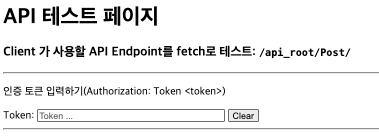 API 테스트 페이지
Client 가 사용할 API Endpoint를 fetch로 테스트: /api_root/Post/
인증 토큰 입력하기(Authorization: Token <token>)
Token: Token ... Clear